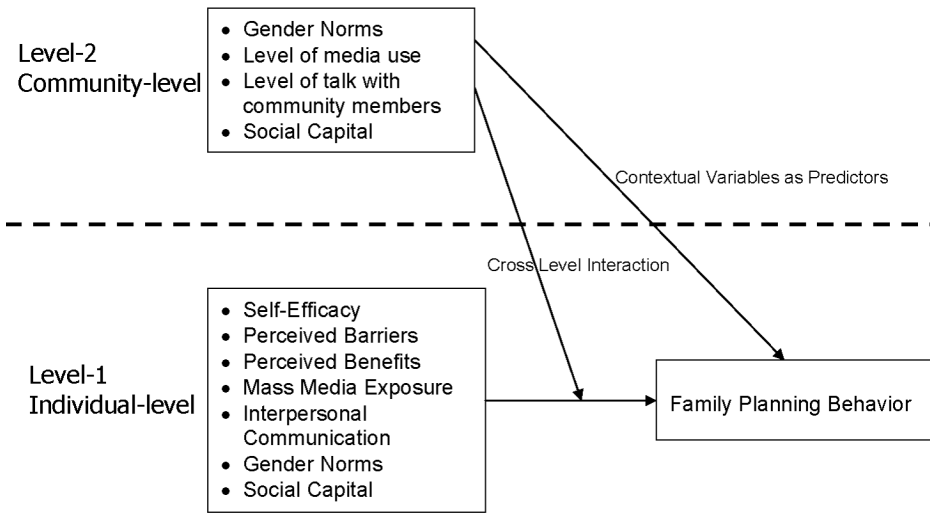 Level-2
Community-level
• Gender Norms
• Level of media use
• Level of talk with
community members
• Social Capital
Contextual Variables as Predictors
Cross Level Interaction
Level-1
Individual-level
• Self-Efficacy
• Perceived Barriers
• Perceived Benefits
• Mass Media Exposure
• Interpersonal
Communication
• Gender Norms
• Social Capital
Family Planning Behavior